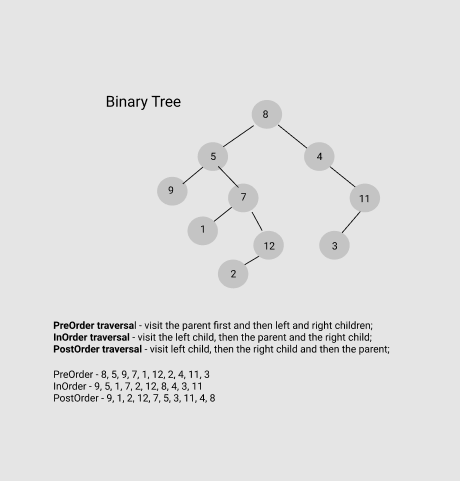 Binary Tree
8
5
4
9
7
11
1
12
3
2
PreOrder traversal - visit the parent first and then left and right children;
InOrder traversal - visit the left child, then the parent and the right child;
PostOrder traversal - visit left child, then the right child and then the parent;
PreOrder - 8, 5, 9, 7, 1, 12, 2, 4, 11, 3
InOrder - 9, 5, 1, 7, 2, 12, 8, 4, 3, 11
PostOrder - 9, 1, 2, 12, 7, 5, 3, 11, 4, 8